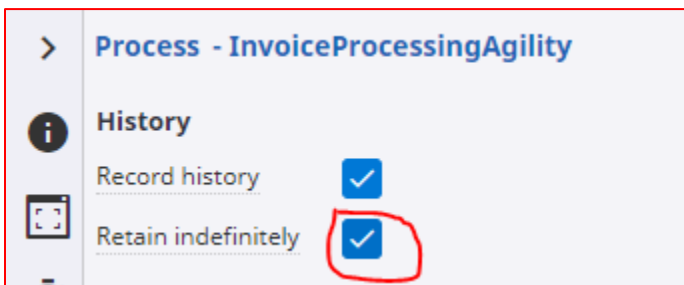 Process - InvoiceProcessingAgility
History
Record history
Retain indefinitely